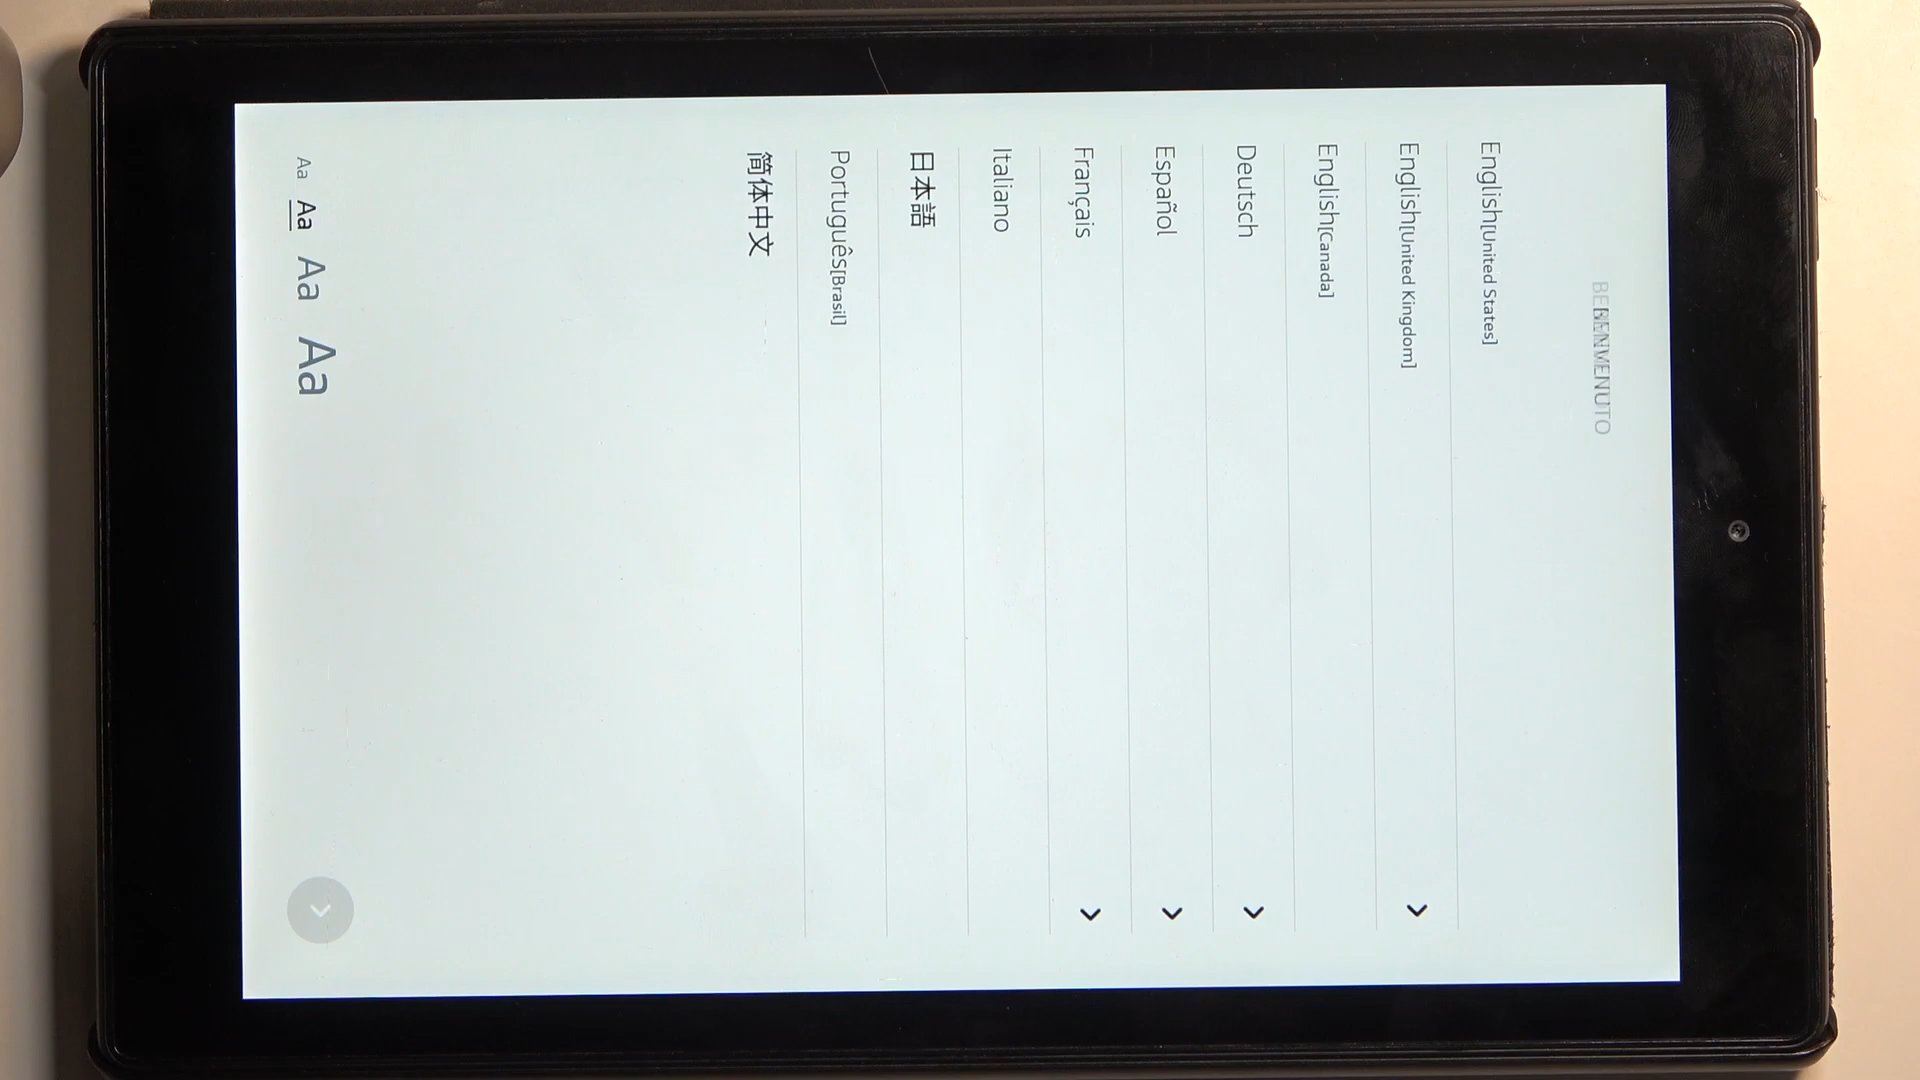 English[United States]
English[United Kingdom]
English[Canada]
Deutsch
Español
Français
Italiano
日本語
Português[Brasil]
简体中文
Aa Aa Aa Aa